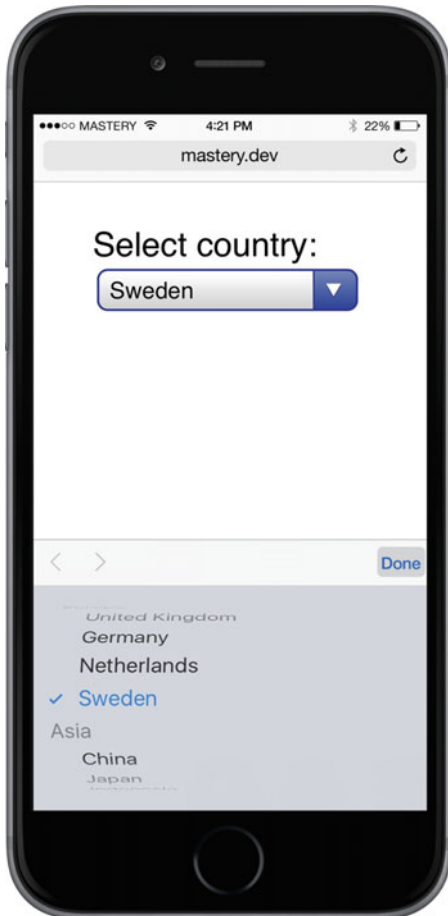 MASTERY 4:21 PM 22%
mastery.dev
Select country:
Sweden
Done
United Kingdom
Germany
Netherlands
✓ Sweden
Asia
China
Japan